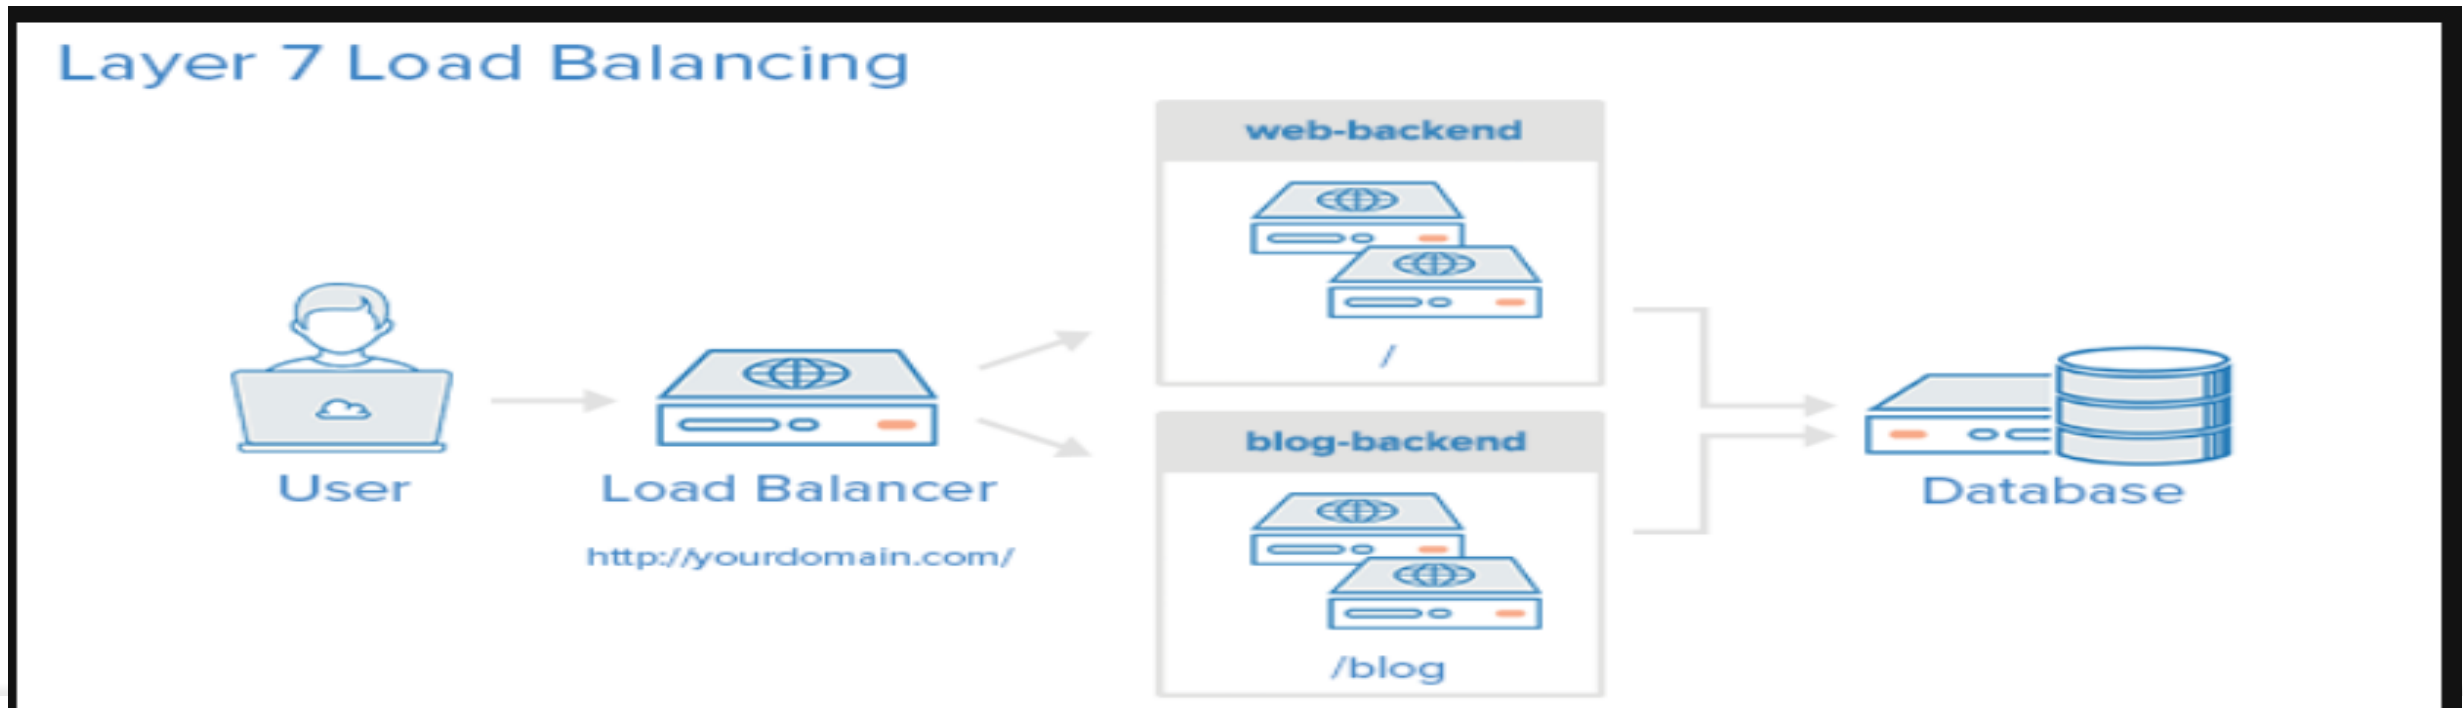 Layer 7 Load Balancing
User
Load Balancer
http://yourdomain.com/
web-backend
/
blog-backend
/blog
Database